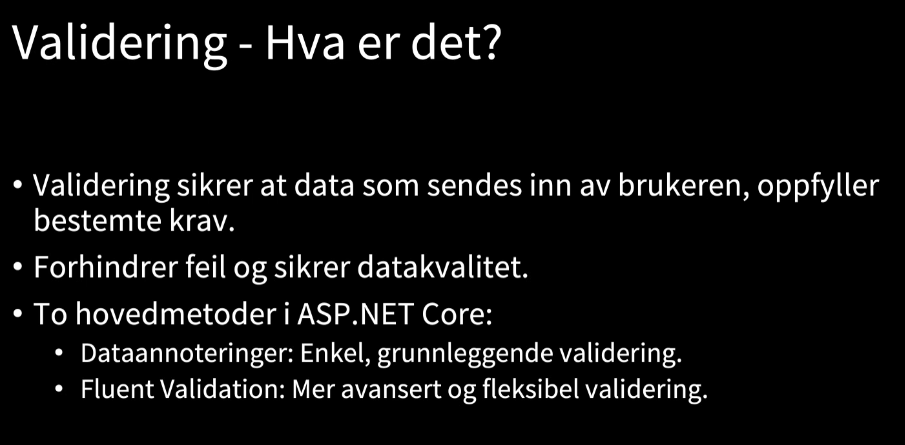 Validering - Hva er det?
• Validering sikrer at data som sendes inn av brukeren, oppfyller
bestemte krav.
• Forhindrer feil og sikrer datakvalitet.
• To hovedmetoder i ASP.NET Core:
• Dataannoteringer: Enkel, grunnleggende validering.
• Fluent Validation: Mer avansert og fleksibel validering.